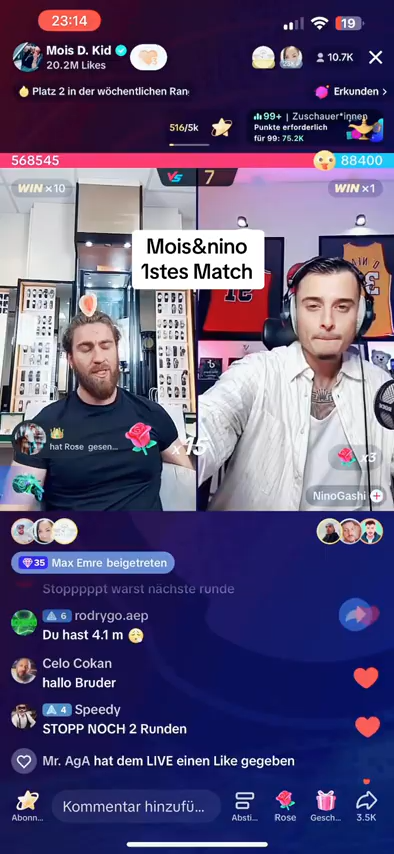 23:14
19
Mois D. Kid
20.2M Likes
10.7K
Platz 2 in der wöchentlichen Ran
Erkunden >
516/5k
99+ | Zuschauer*innen
Punkte erforderlich
für 99: 75.2K
568545
88400
WIN x10
VS 7
WIN x1
Mois&nino
1stes Match
hat Rose gesen...
x15
x3
NinoGashi
35 Max Emre beigetreten
Stopppppt warst nächste runde
6 rodrygo.aep
Du hast 4.1 m
Celo Cokan
hallo Bruder
4 Speedy
STOPP NOCH 2 Runden
Mr. AgA hat dem LIVE einen Like gegeben
Kommentar hinzufü...
Abonn...
Absti...
Rose
Gesch...
3.5K